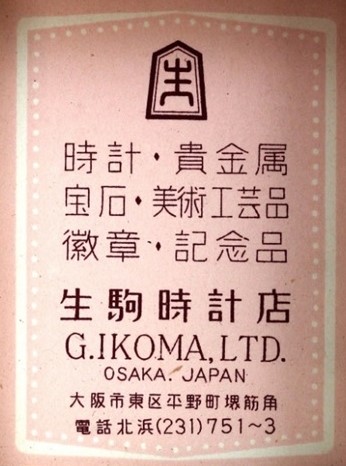 生
時計・貴金属
宝石・美術工芸品
徽章・記念品
生駒時計店
G.IKOMA, LTD.
OSAKA. JAPAN
大阪市東区平野町堺筋角
電話北浜(231)751~3